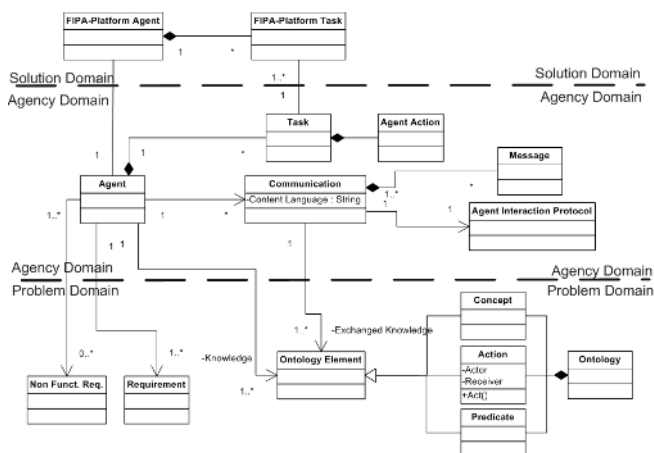 FIPA-Platform Agent
FIPA-Platform Task
1
*
1..*
Solution Domain
Solution Domain
Agency Domain
Agency Domain
1
Task
Agent Action
Message
1
1
*
Agent
Communication
1..*
*
-Content Language : String
1
Agent Interaction Protocol
1..*
1
*
1
1
1
1
Agency Domain
Agency Domain
Problem Domain
Problem Domain
Concept
1..*
-Exchanged Knowledge
0..*
1..*
-Knowledge
Ontology Element
Action
Ontology
-Actor
-Receiver
Non Funct. Req.
Requirement
1..*
+Act()
Predicate